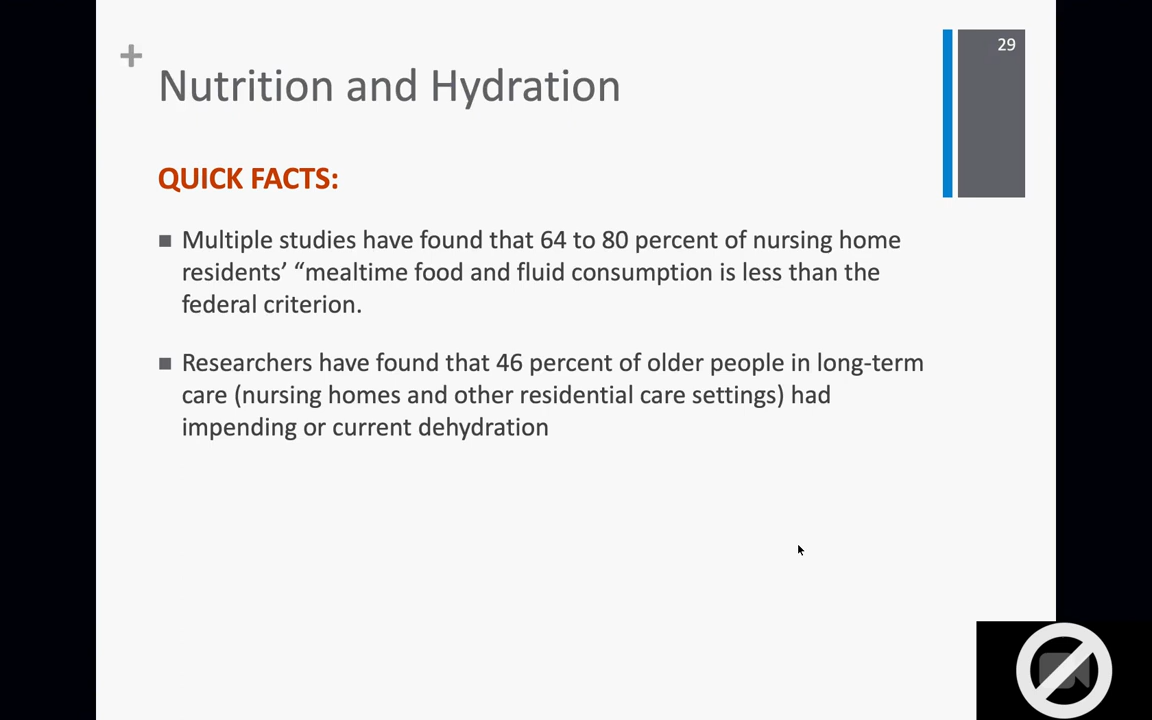 29
+
Nutrition and Hydration
QUICK FACTS:
■ Multiple studies have found that 64 to 80 percent of nursing home
residents’ “mealtime food and fluid consumption is less than the
federal criterion.
■ Researchers have found that 46 percent of older people in long-term
care (nursing homes and other residential care settings) had
impending or current dehydration